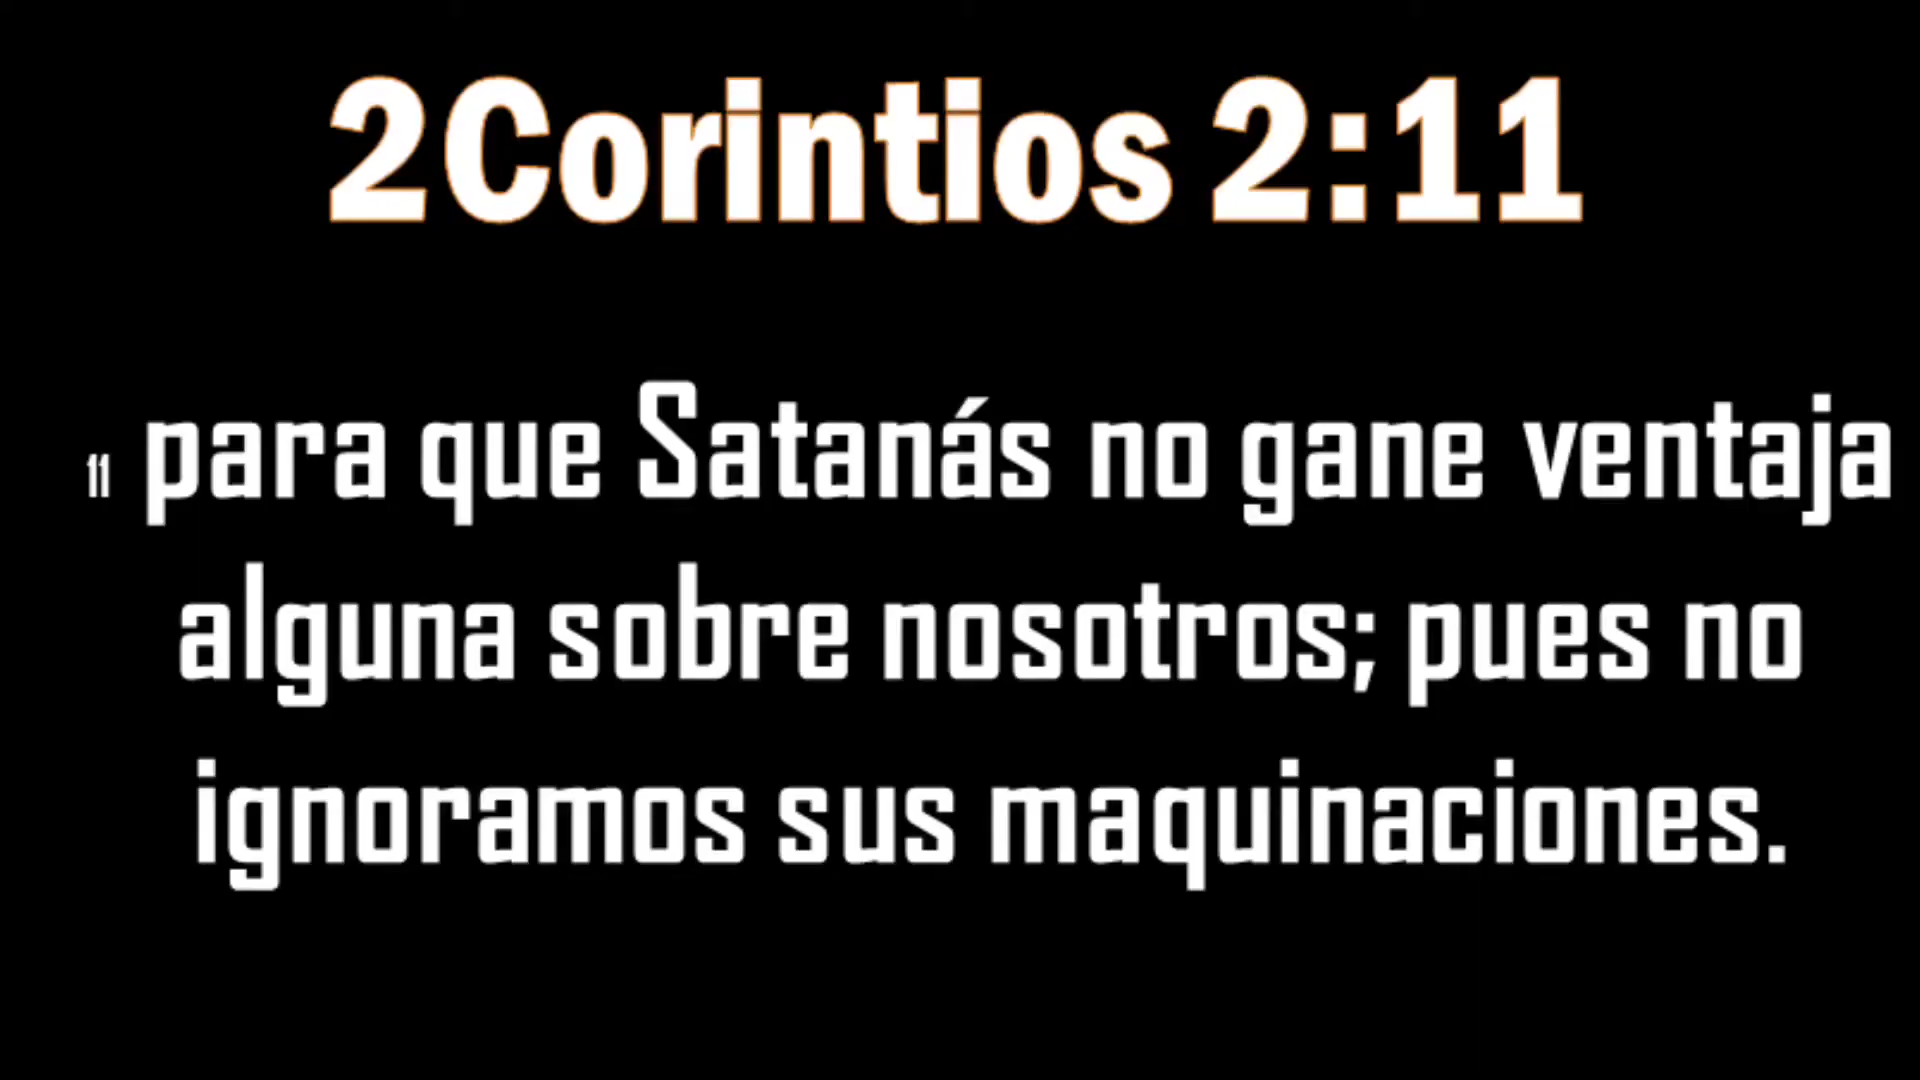 2Corintios 2:11
11 para que Satanás no gane ventaja
alguna sobre nosotros; pues no
ignoramos sus maquinaciones.